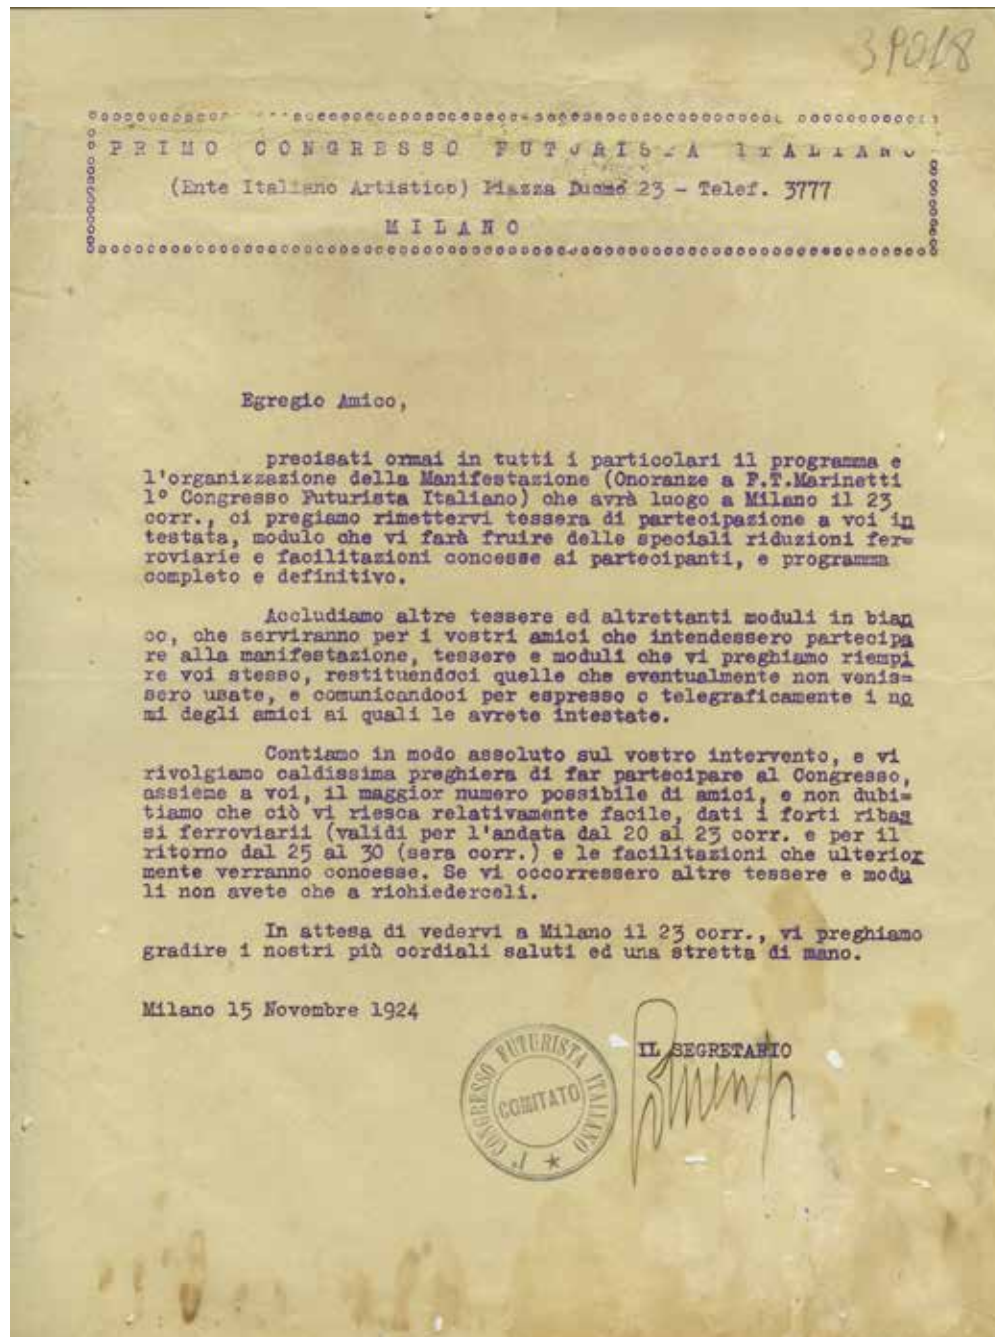 39018
PRIMO CONGRESSO FUTURISTA ITALIANO
(Ente Italiano Artistico) Piazza Duomo 23 - Telef. 3777
MILANO
Egregio Amico,
precisati ormai in tutti i particolari il programma e
l'organizzazione della Manifestazione (Onoranze a F.T.Marinetti
1º Congresso Futurista Italiano) che avrà luogo a Milano il 23
corr., ci pregiamo rimettervi tessera di partecipazione a voi in
testata, modulo che vi farà fruire delle speciali riduzioni fer=
roviarie e facilitazioni concesse ai partecipanti, e programma
completo e definitivo.
Accludiamo altre tessere ed altrettanti moduli in bian
co, che serviranno per i vostri amici che intendessero partecipa
re alla manifestazione, tessere e moduli che vi preghiamo riempi
re voi stesso, restituendoci quelle che eventualmente non venis=
sero usate, e comunicandoci per espresso o telegraficamente i no
mi degli amici ai quali le avrete intestate.
Contiamo in modo assoluto sul vostro intervento, e vi
rivolgiamo caldissima preghiera di far partecipare al Congresso,
assieme a voi, il maggior numero possibile di amici, e non dubi=
tiamo che ciò vi riesca relativamente facile, dati i forti ribas
si ferroviarii (validi per l'andata dal 20 al 23 corr. e per il
ritorno dal 25 al 30 (sera corr.) e le facilitazioni che ulterior
mente verranno concesse. Se vi occorressero altre tessere e modu
li non avete che a richiederceli.
In attesa di vedervi a Milano il 23 corr., vi preghiamo
gradire i nostri più cordiali saluti ed una stretta di mano.
Milano 15 Novembre 1924
IL SEGRETARIO
1º CONGRESSO FUTURISTA ITALIANO
COMITATO